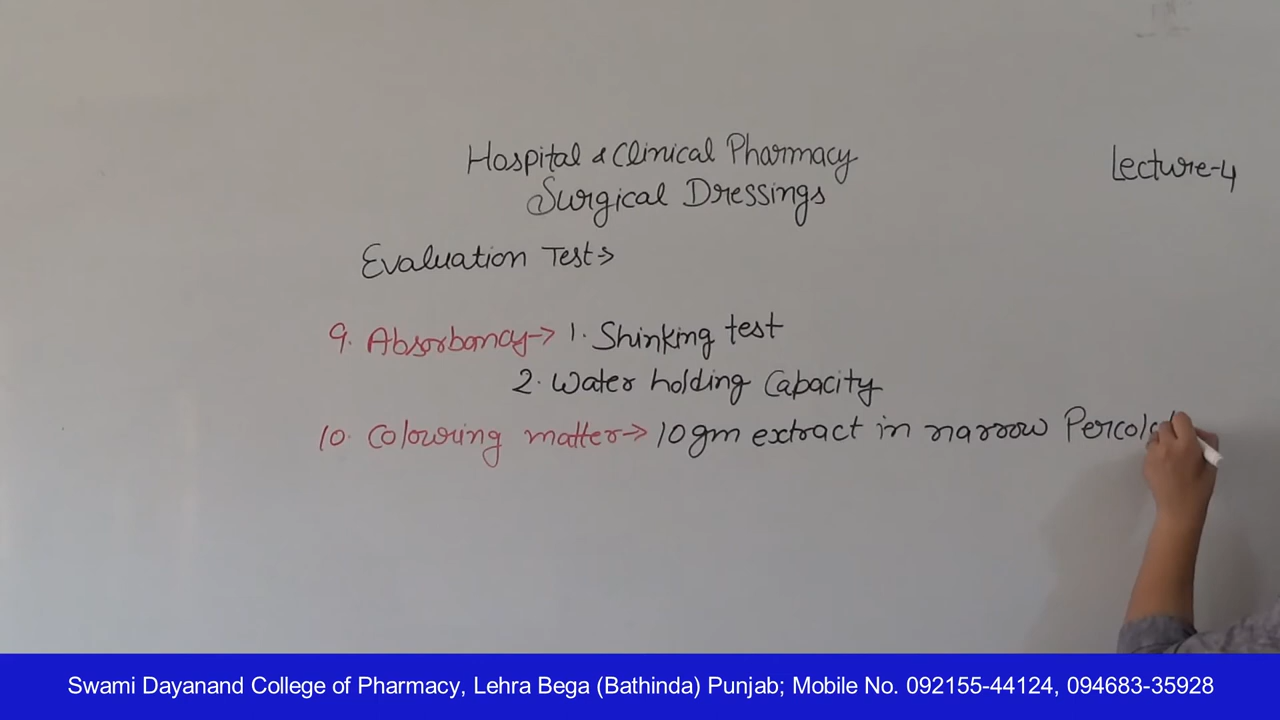 Hospital & Clinical Pharmacy
Lecture-4
Surgical Dressings
Evaluation Test→
9. Absorbancy→ 1. Shinking test
2. Water holding Capacity
10. Colouring matter→ 10gm extract in narrow Percola
Swami Dayanand College of Pharmacy, Lehra Bega (Bathinda) Punjab; Mobile No. 092155-44124, 094683-35928